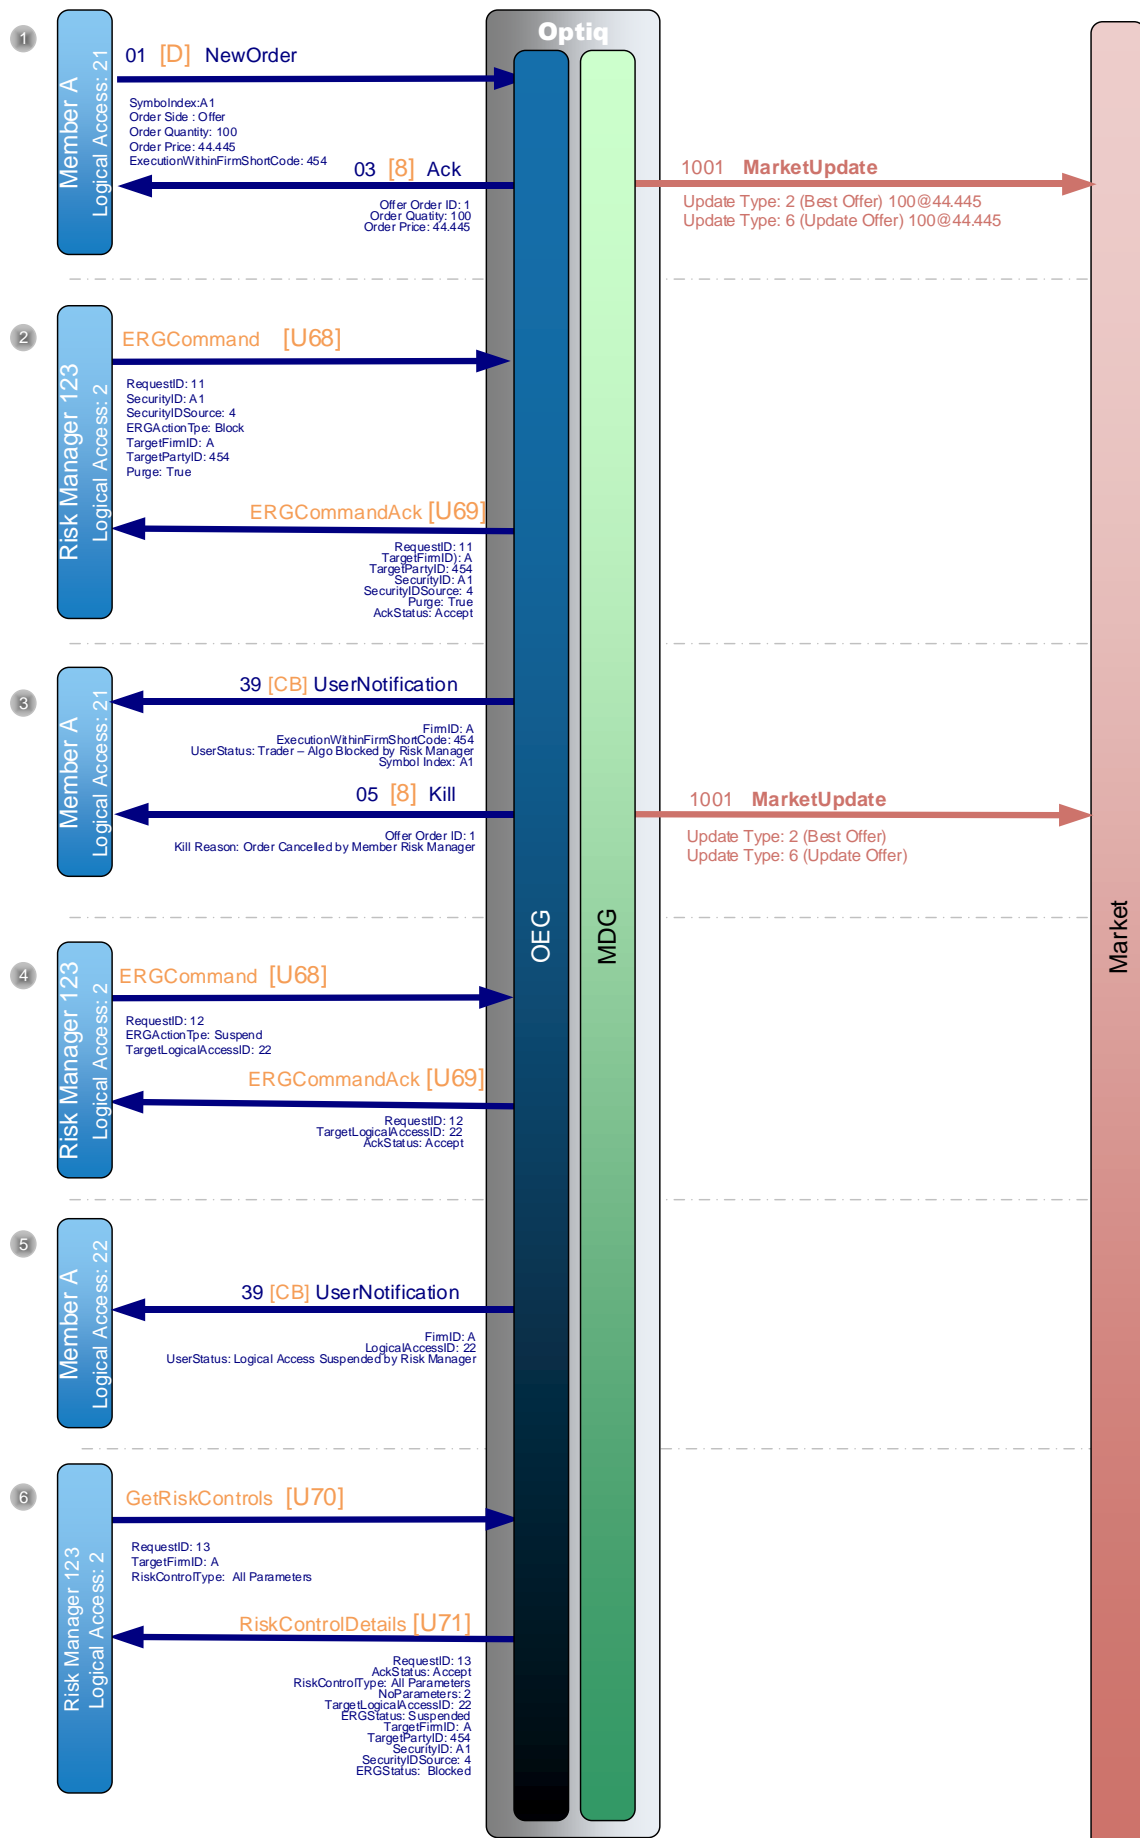 Optiq
OEG
MDG
Market
1
Member A
Logical Access: 21
01 [D] NewOrder
SymbolIndex:A1
Order Side : Offer
Order Quantity: 100
Order Price: 44.445
ExecutionWithinFirmShortCode: 454
03 [8] Ack
Offer Order ID: 1
Order Quatity: 100
Order Price: 44.445
1001 MarketUpdate
Update Type: 2 (Best Offer) 100@44.445
Update Type: 6 (Update Offer) 100@44.445
2
Risk Manager 123
Logical Access: 2
ERGCommand [U68]
RequestID: 11
SecurityID: A1
SecurityIDSource: 4
ERGActionTpe: Block
TargetFirmID: A
TargetPartyID: 454
Purge: True
ERGCommandAck [U69]
RequestID: 11
TargetFirmID): A
TargetPartyID: 454
SecurityID: A1
SecurityIDSource: 4
Purge: True
AckStatus: Accept
3
Member A
Logical Access: 21
39 [CB] UserNotification
FirmID: A
ExecutionWithinFirmShortCode: 454
UserStatus: Trader – Algo Blocked by Risk Manager
Symbol Index: A1
05 [8] Kill
Offer Order ID: 1
Kill Reason: Order Cancelled by Member Risk Manager
1001 MarketUpdate
Update Type: 2 (Best Offer)
Update Type: 6 (Update Offer)
4
Risk Manager 123
Logical Access: 2
ERGCommand [U68]
RequestID: 12
ERGActionTpe: Suspend
TargetLogicalAccessID: 22
ERGCommandAck [U69]
RequestID: 12
TargetLogicalAccessID: 22
AckStatus: Accept
5
Member A
Logical Access: 22
39 [CB] UserNotification
FirmID: A
LogicalAccessID: 22
UserStatus: Logical Access Suspended by Risk Manager
6
Risk Manager 123
Logical Access: 2
GetRiskControls [U70]
RequestID: 13
TargetFirmID: A
RiskControlType: All Parameters
RiskControlDetails [U71]
RequestID: 13
AckStatus: Accept
RiskControlType: All Parameters
NoParameters: 2
TargetLogicalAccessID: 22
ERGStatus: Suspended
TargetFirmID: A
TargetPartyID: 454
SecurityID: A1
SecurityIDSource: 4
ERGStatus: Blocked